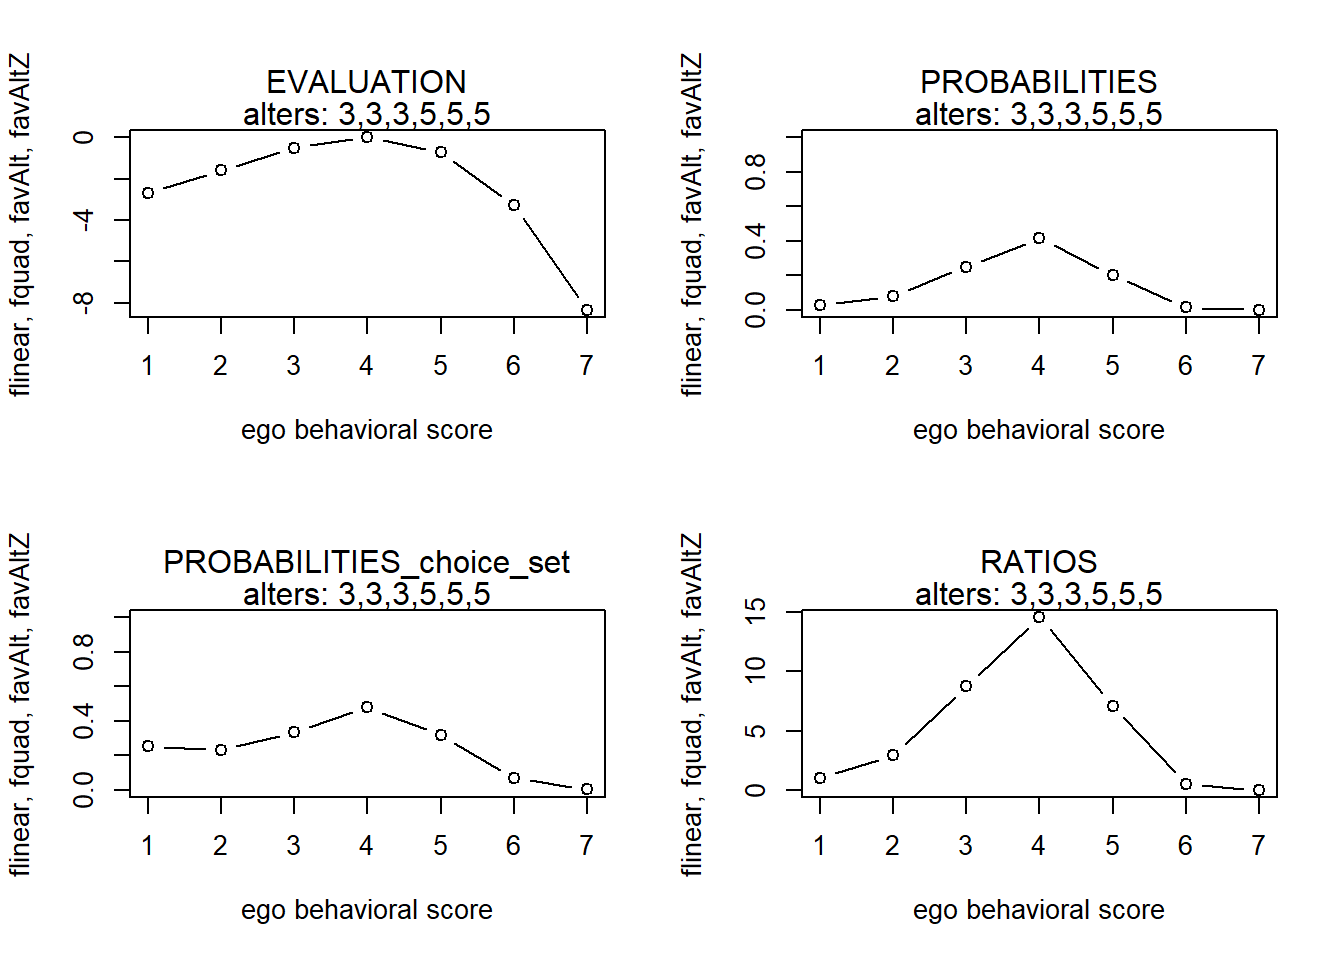 EVALUATION
alters: 3,3,3,5,5,5
flinear, fquad, favAlt, favAltZ
0
-4
-8
1 2 3 4 5 6 7
ego behavioral score
PROBABILITIES
alters: 3,3,3,5,5,5
flinear, fquad, favAlt, favAltZ
0.8
0.4
0.0
1 2 3 4 5 6 7
ego behavioral score
PROBABILITIES_choice_set
alters: 3,3,3,5,5,5
flinear, fquad, favAlt, favAltZ
0.8
0.4
0.0
1 2 3 4 5 6 7
ego behavioral score
RATIOS
alters: 3,3,3,5,5,5
flinear, fquad, favAlt, favAltZ
15
10
5
0
1 2 3 4 5 6 7
ego behavioral score